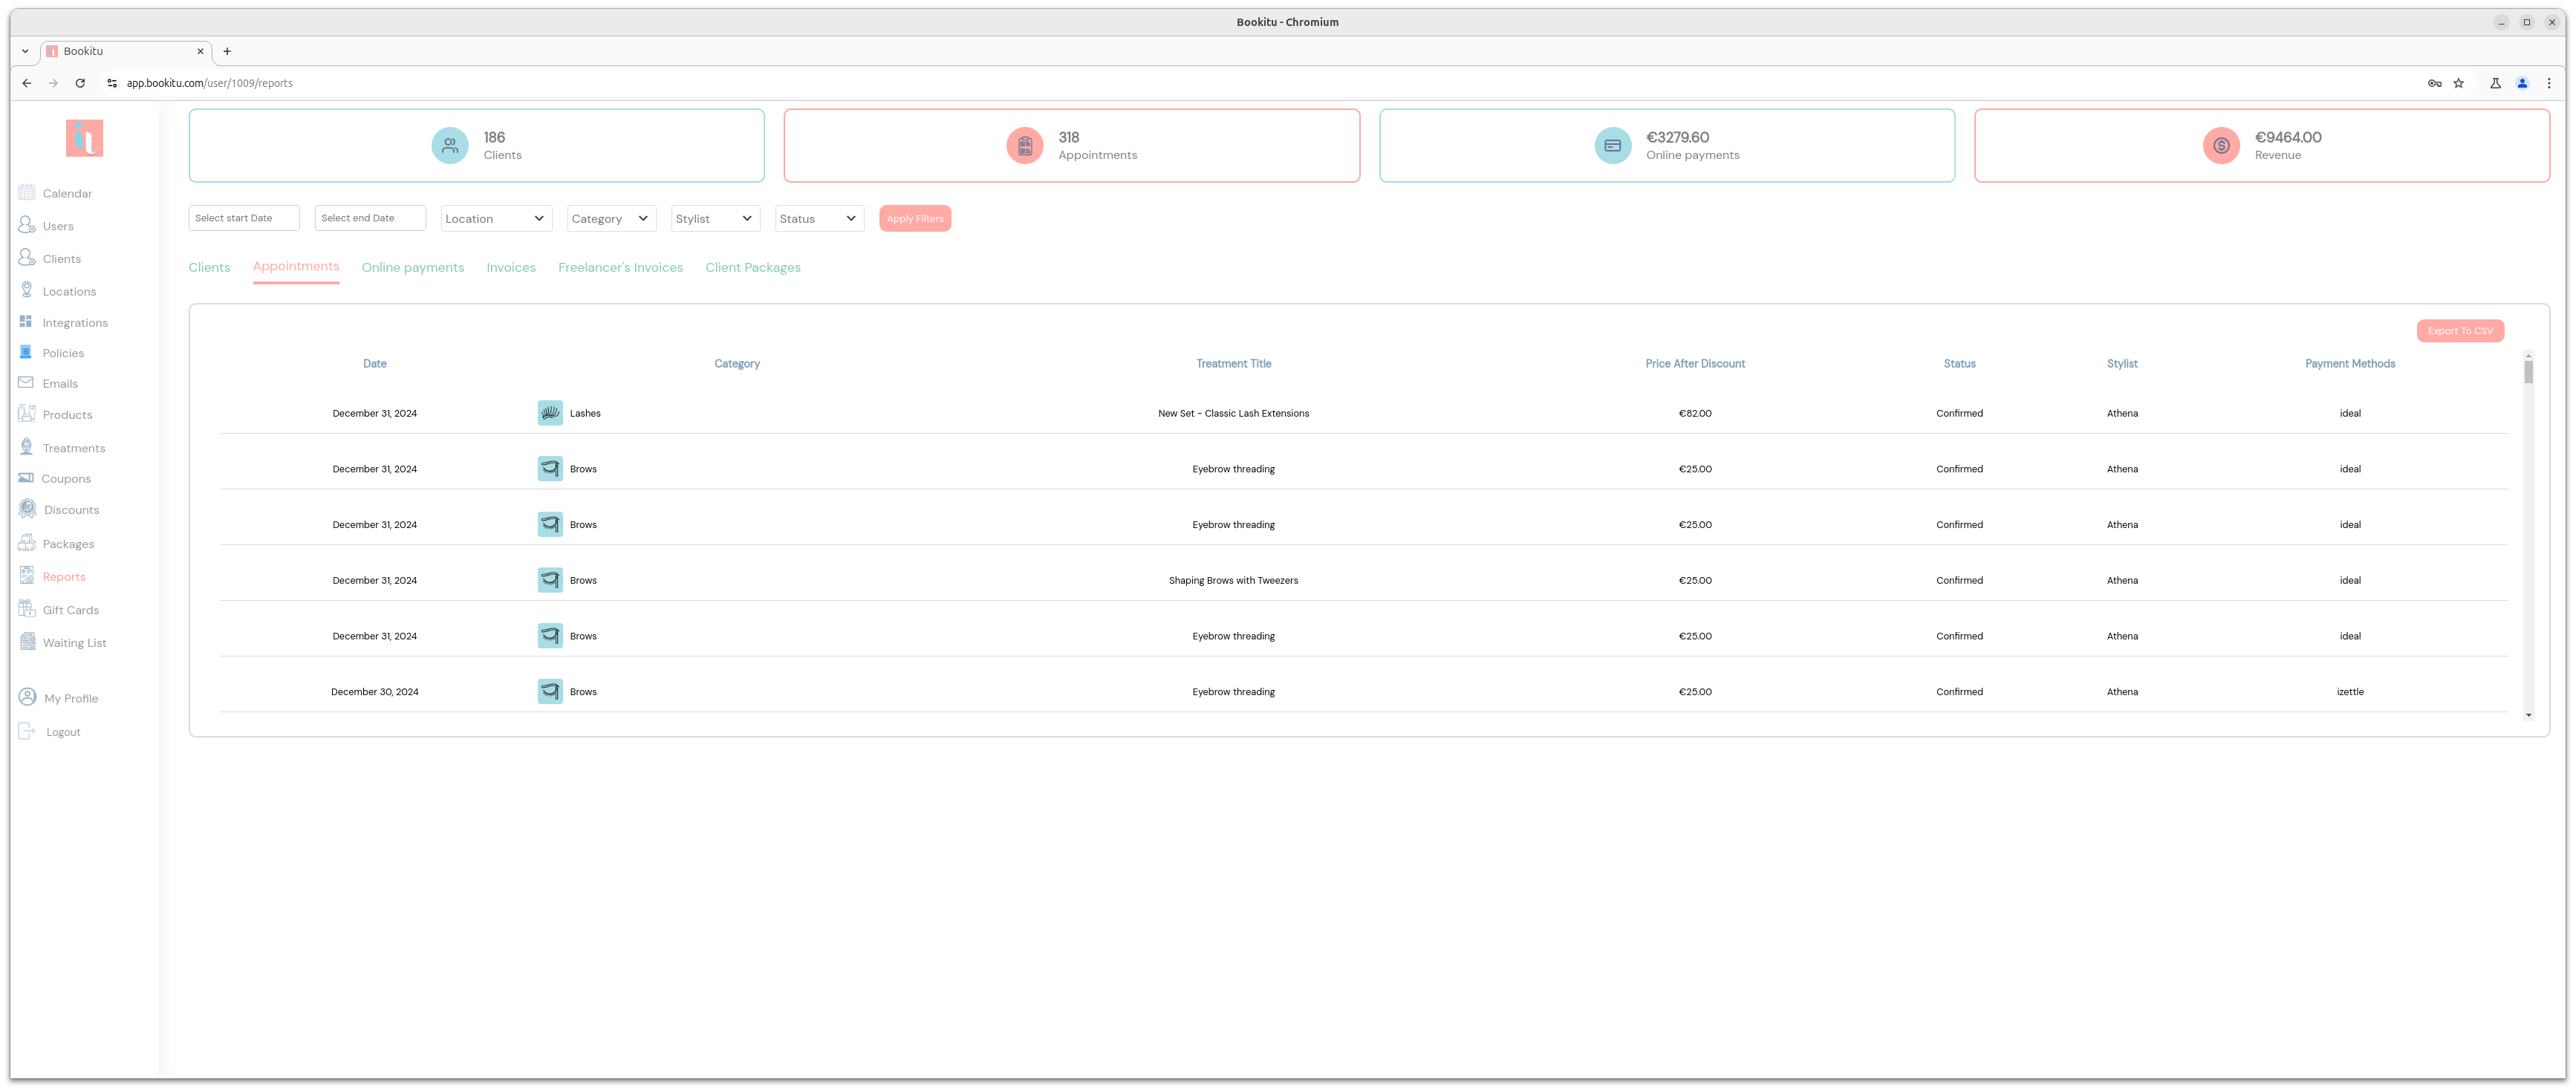 Bookitu - Chromium
Bookitu
app.bookitu.com/user/1009/reports
it
Calendar
Users
Clients
Locations
Integrations
Policies
Emails
Products
Treatments
Coupons
Discounts
Packages
Reports
Gift Cards
Waiting List
My Profile
Logout
186
Clients
318
Appointments
€3279.60
Online payments
€9464.00
Revenue
Select start Date Select end Date Location Category Stylist Status Apply Filters
Clients Appointments Online payments Invoices Freelancer's Invoices Client Packages
Export To CSV
Date Category Treatment Title Price After Discount Status Stylist Payment Methods
December 31, 2024 Lashes New Set - Classic Lash Extensions €82.00 Confirmed Athena ideal
December 31, 2024 Brows Eyebrow threading €25.00 Confirmed Athena ideal
December 31, 2024 Brows Eyebrow threading €25.00 Confirmed Athena ideal
December 31, 2024 Brows Shaping Brows with Tweezers €25.00 Confirmed Athena ideal
December 31, 2024 Brows Eyebrow threading €25.00 Confirmed Athena ideal
December 30, 2024 Brows Eyebrow threading €25.00 Confirmed Athena izettle